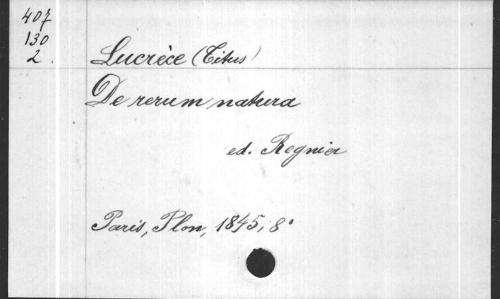 407
130
2.
Lucrèce (Titus)
De rerum natura
ed. Regnier
Paris, Plon, 1845, 8°